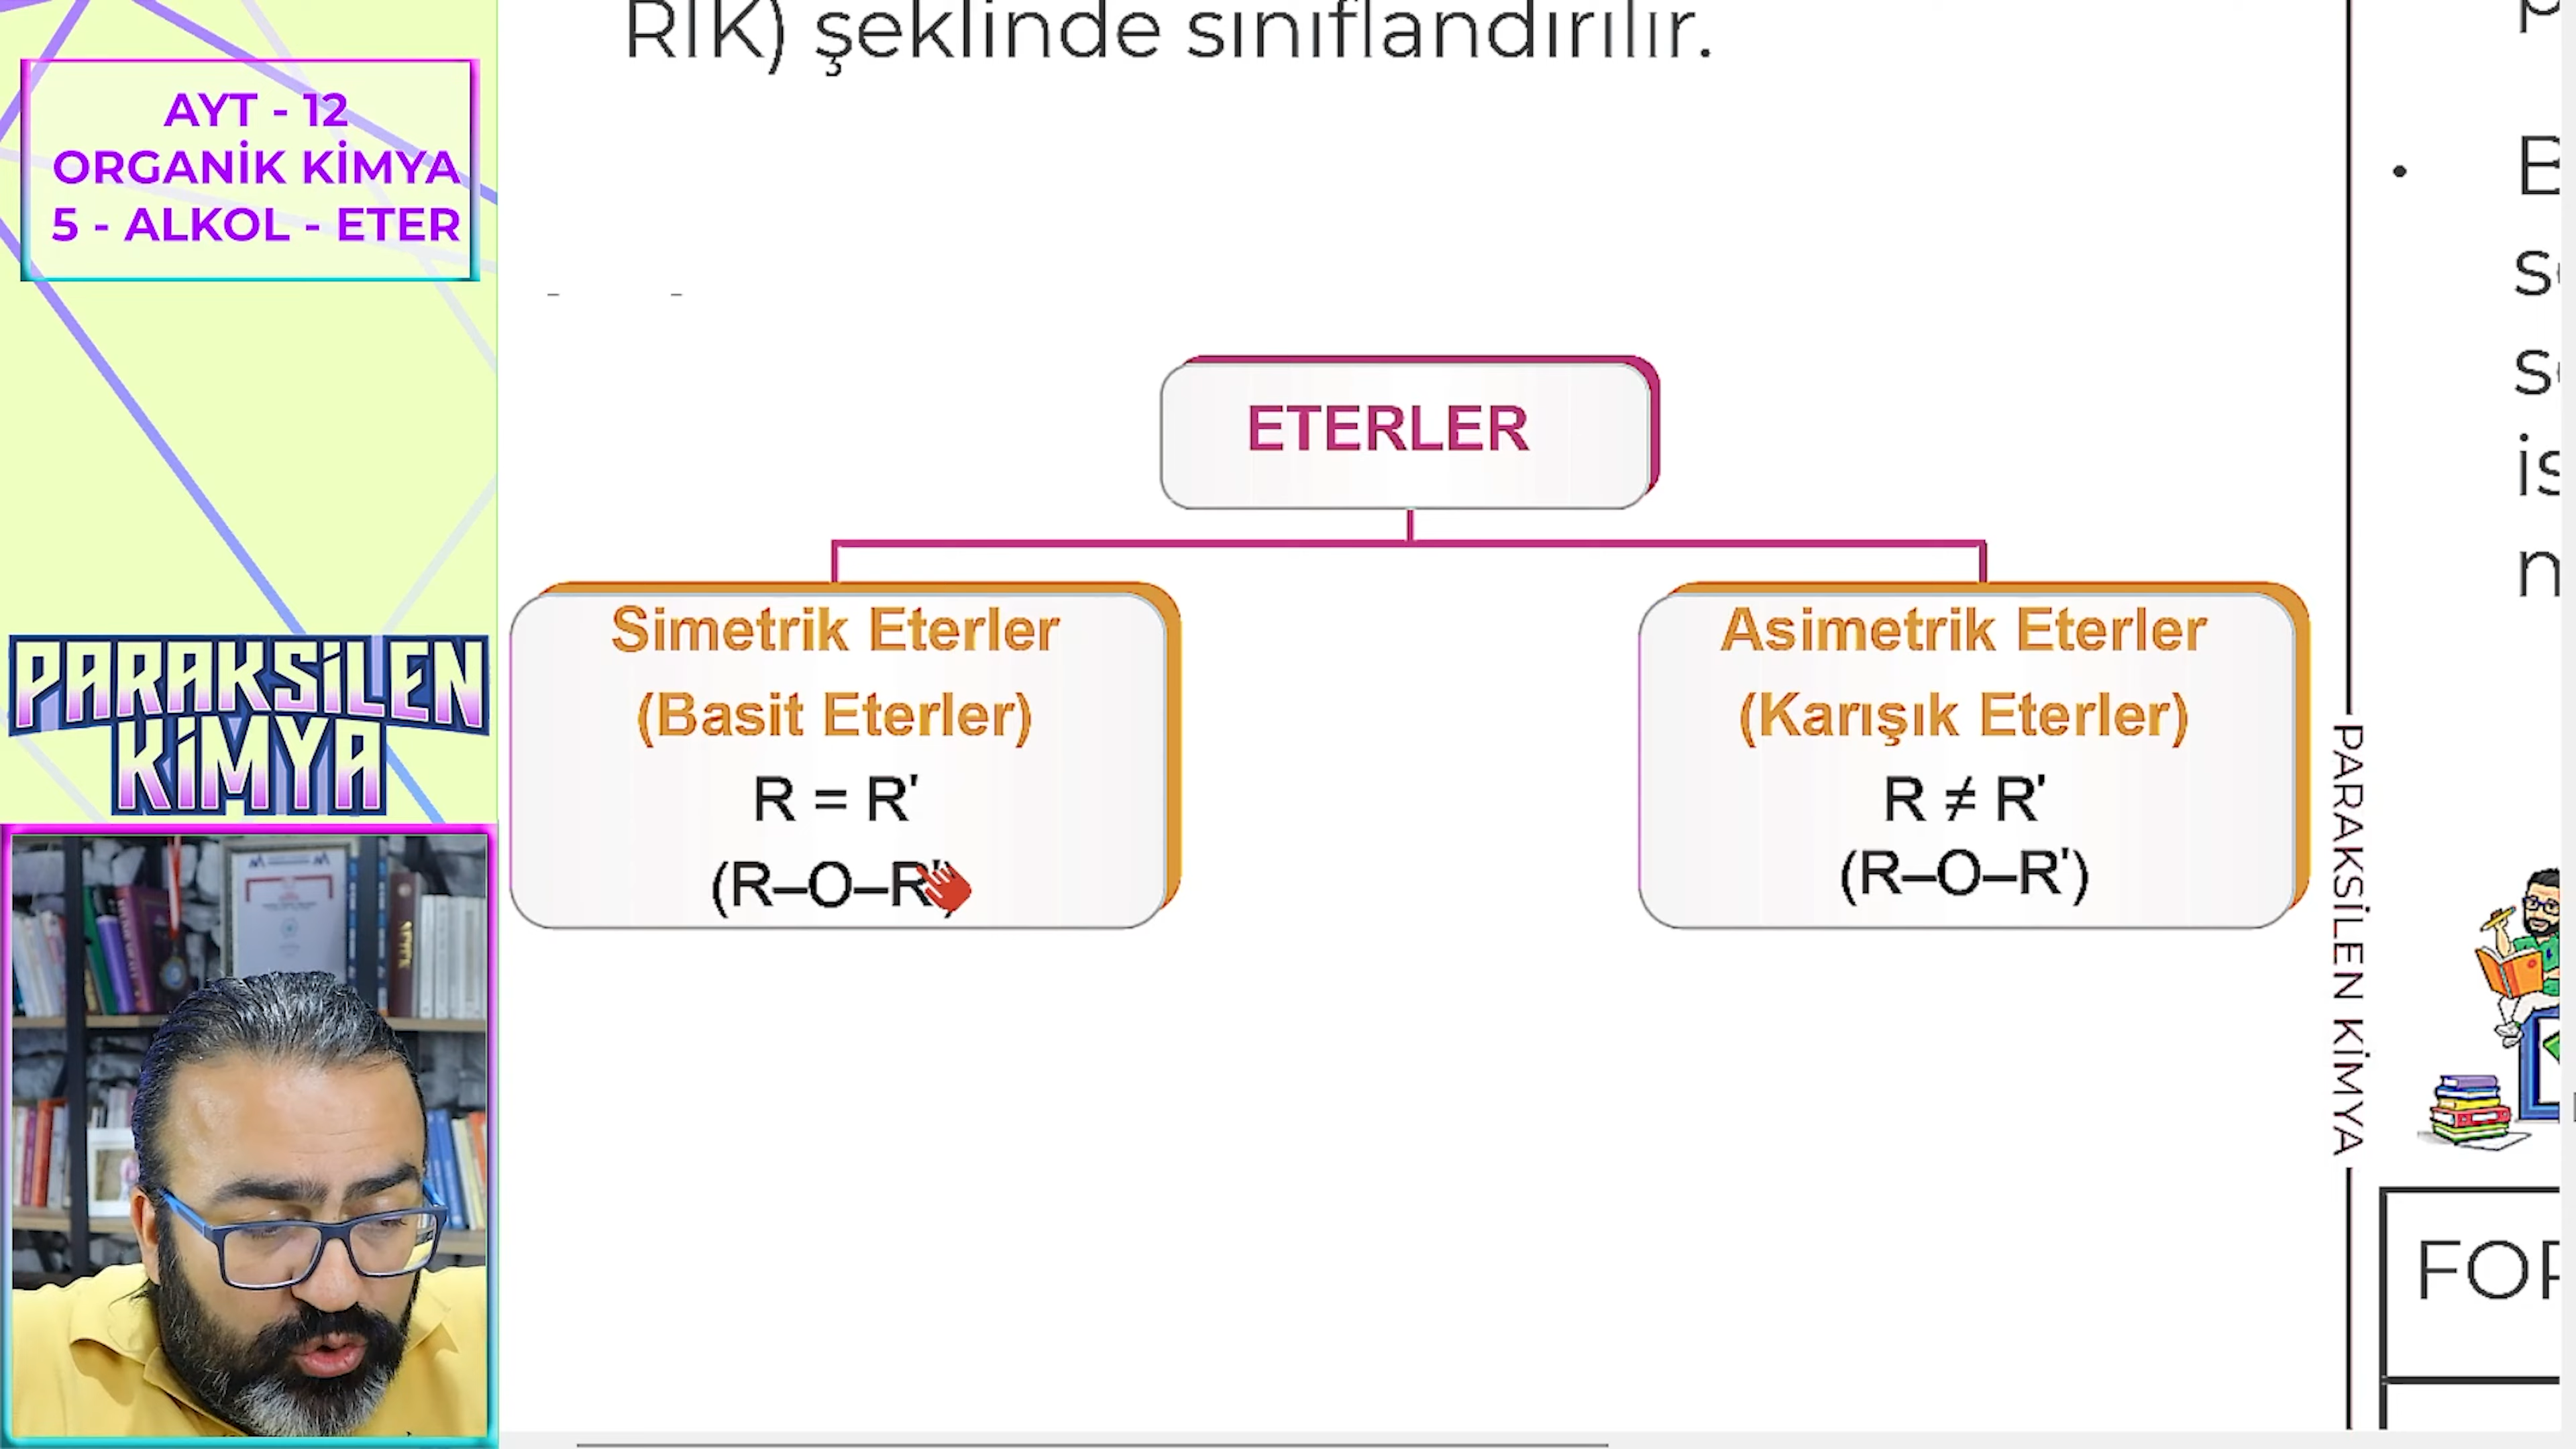 AYT - 12
ORGANİK KİMYA
5 - ALKOL - ETER
PARAKSİLEN
KİMYA
RİK) şeklinde sınıflandırılır.
ETERLER
Simetrik Eterler
(Basit Eterler)
R = R'
(R–O–R')
Asimetrik Eterler
(Karışık Eterler)
R ≠ R'
(R–O–R')
PARAKSİLEN KİMYA